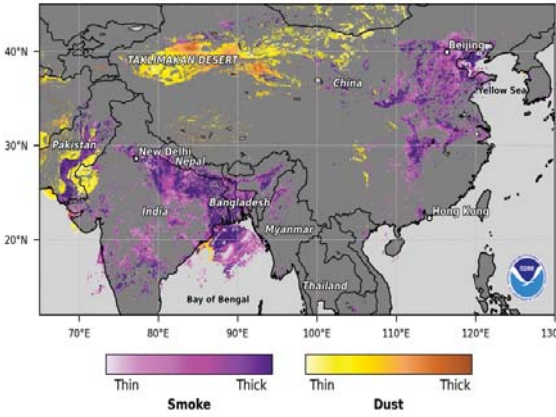 40°N
30°N
20°N
TAKLIMAKAN DESERT
Beijing
China
Yellow Sea
Pakistan
New Delhi
Nepal
India
Bangladesh
Myanmar
Hong Kong
Thailand
Bay of Bengal
70°E
80°E
90°E
100°E
110°E
120°E
130
Thin
Thick
Smoke
Thin
Thick
Dust